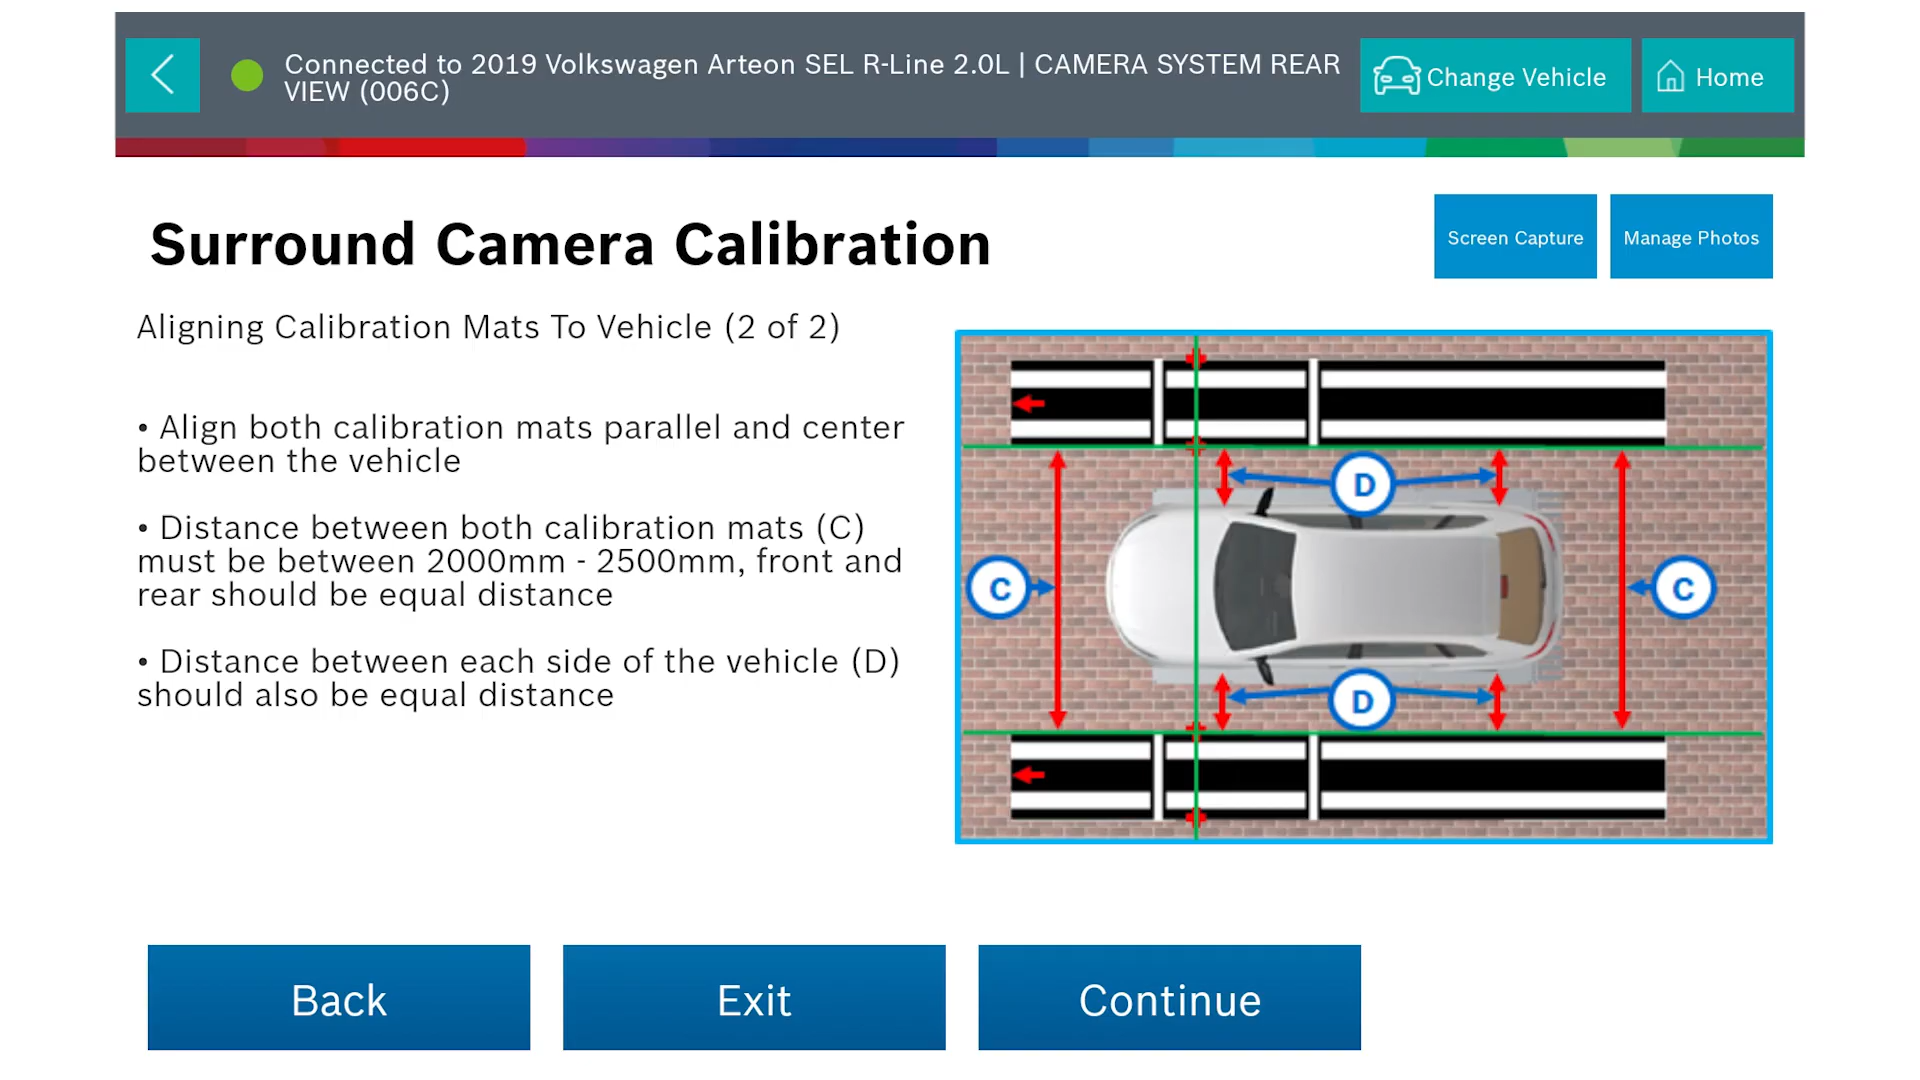 Connected to 2019 Volkswagen Arteon SEL R-Line 2.0L | CAMERA SYSTEM REAR
VIEW (006C)
Change Vehicle
Home
Surround Camera Calibration
Screen Capture
Manage Photos
Aligning Calibration Mats To Vehicle (2 of 2)
• Align both calibration mats parallel and center
between the vehicle
• Distance between both calibration mats (C)
must be between 2000mm - 2500mm, front and
rear should be equal distance
• Distance between each side of the vehicle (D)
should also be equal distance
D
C
C
D
Back
Exit
Continue